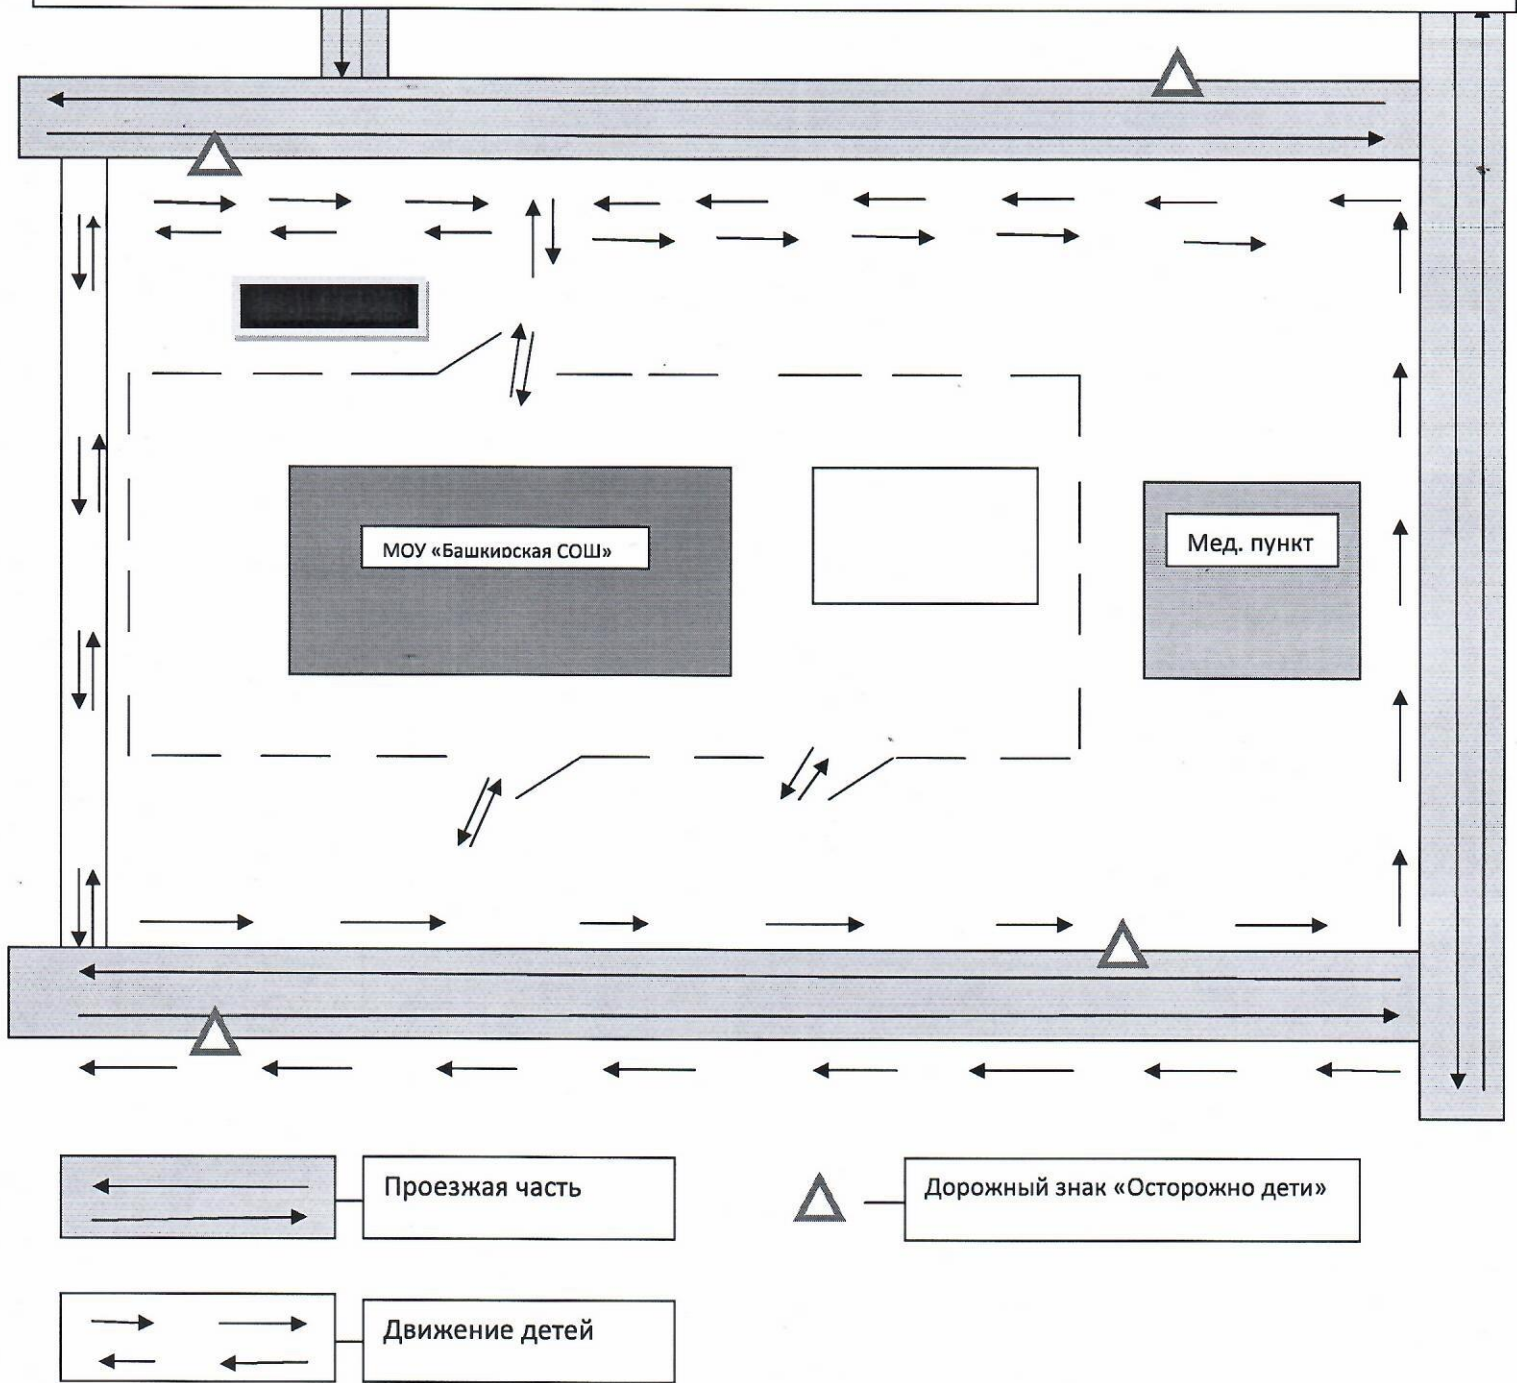 МОУ «Башкирская СОШ»
Мед. пункт
Проезжая часть
Дорожный знак «Осторожно дети»
Движение детей